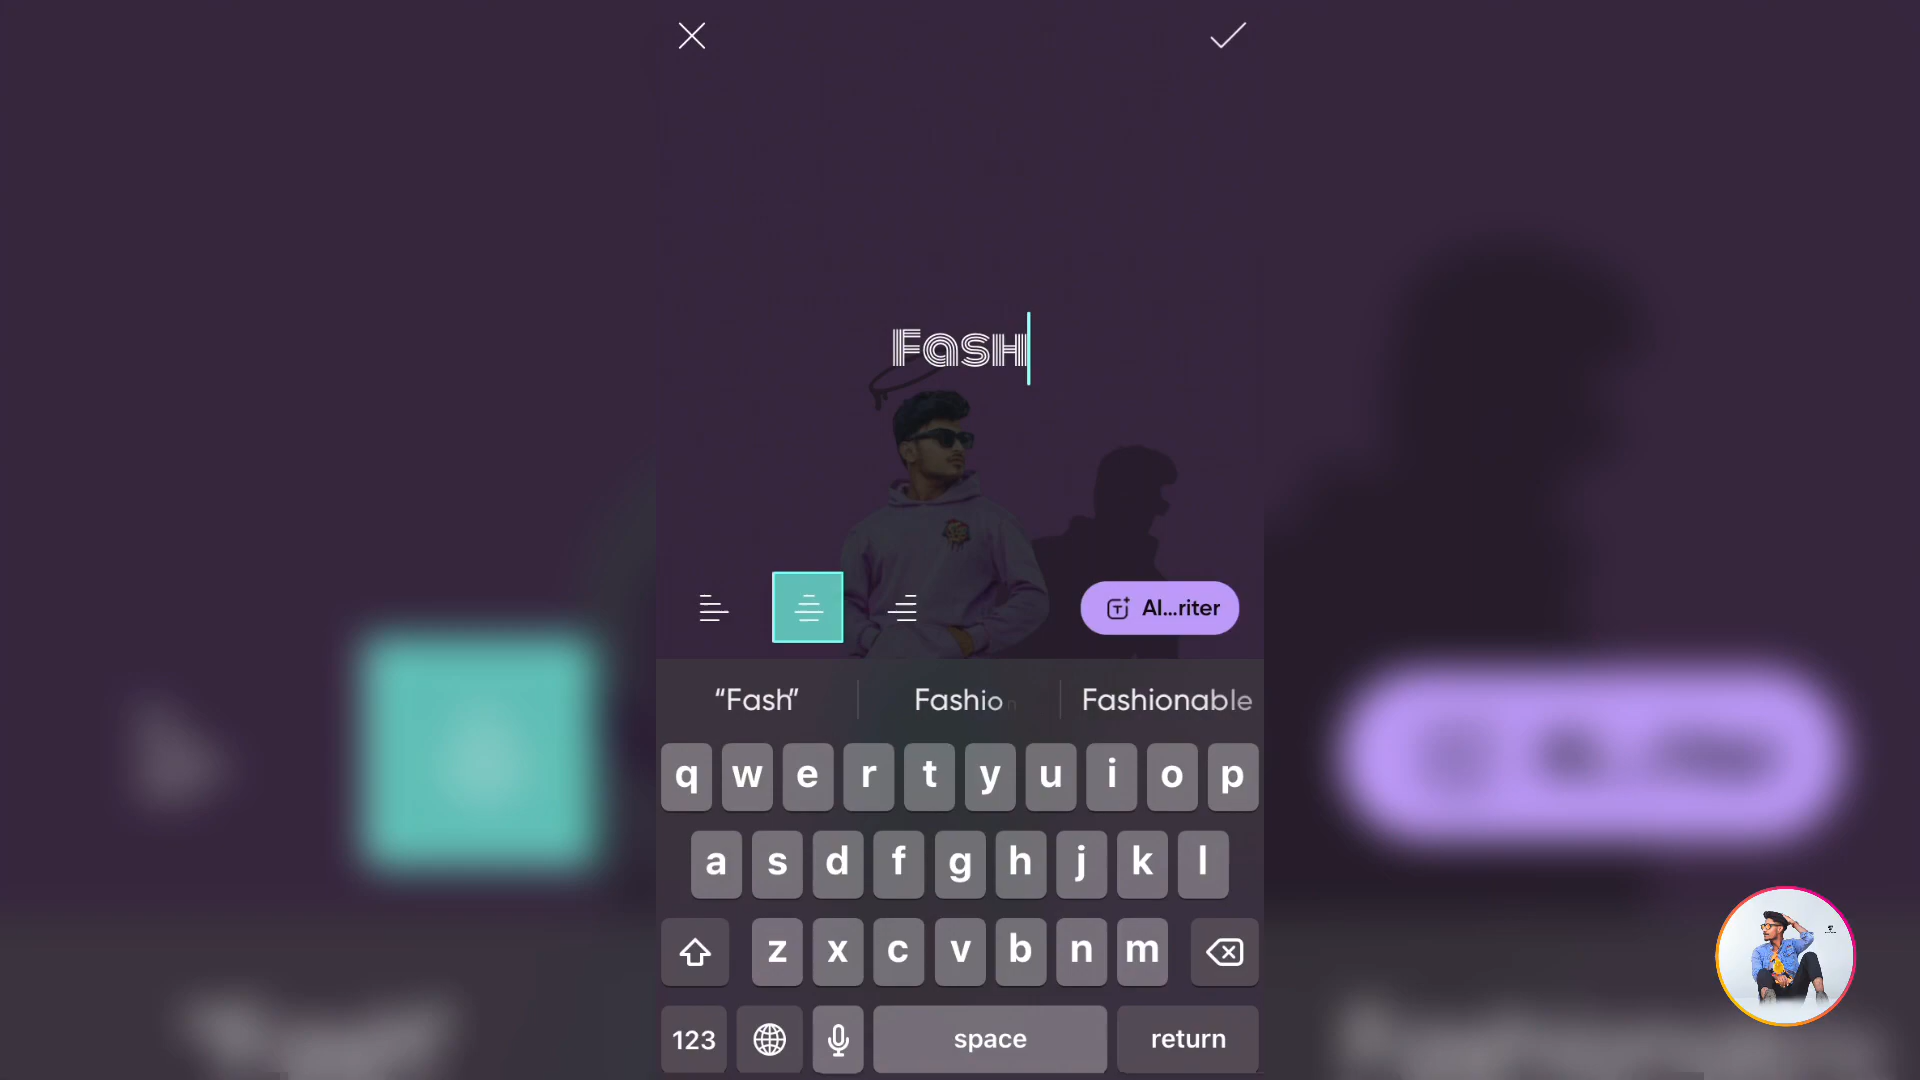 Fash
AI...riter
“Fash” Fashion Fashionable
q w e r t y u i o p
a s d f g h j k l
z x c v b n m
123 space return